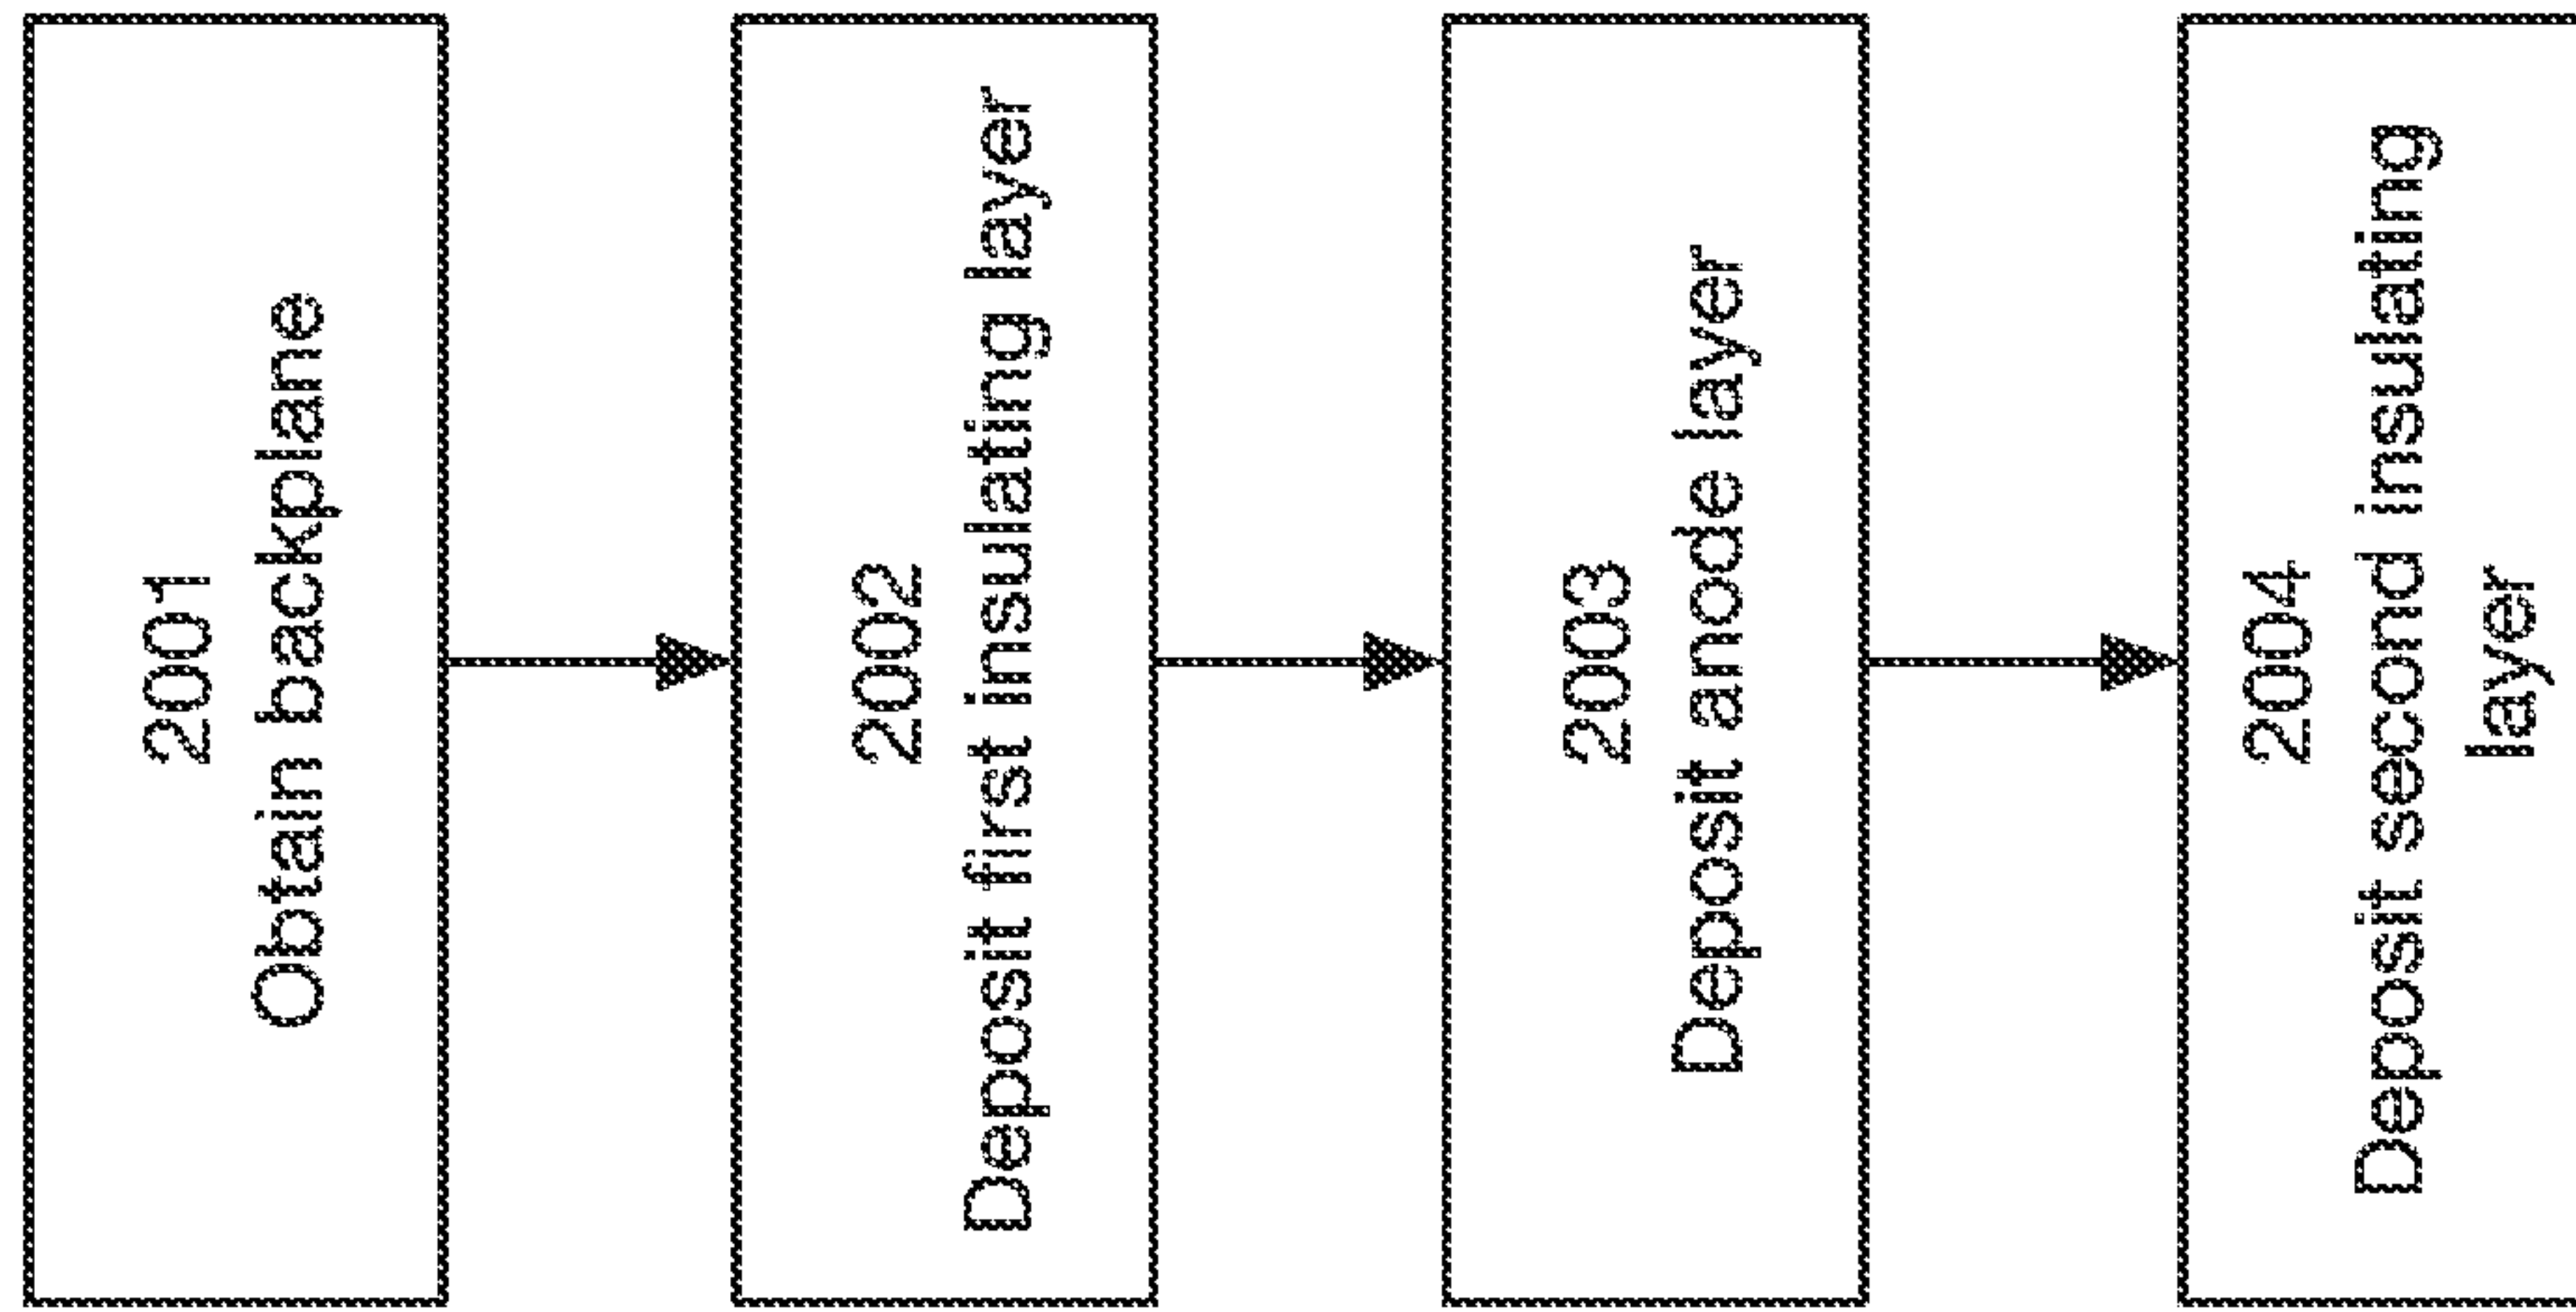 2001
Obtain backplane
2002
Deposit first insulating layer
2003
Deposit anode layer
2004
Deposit second insulating
layer